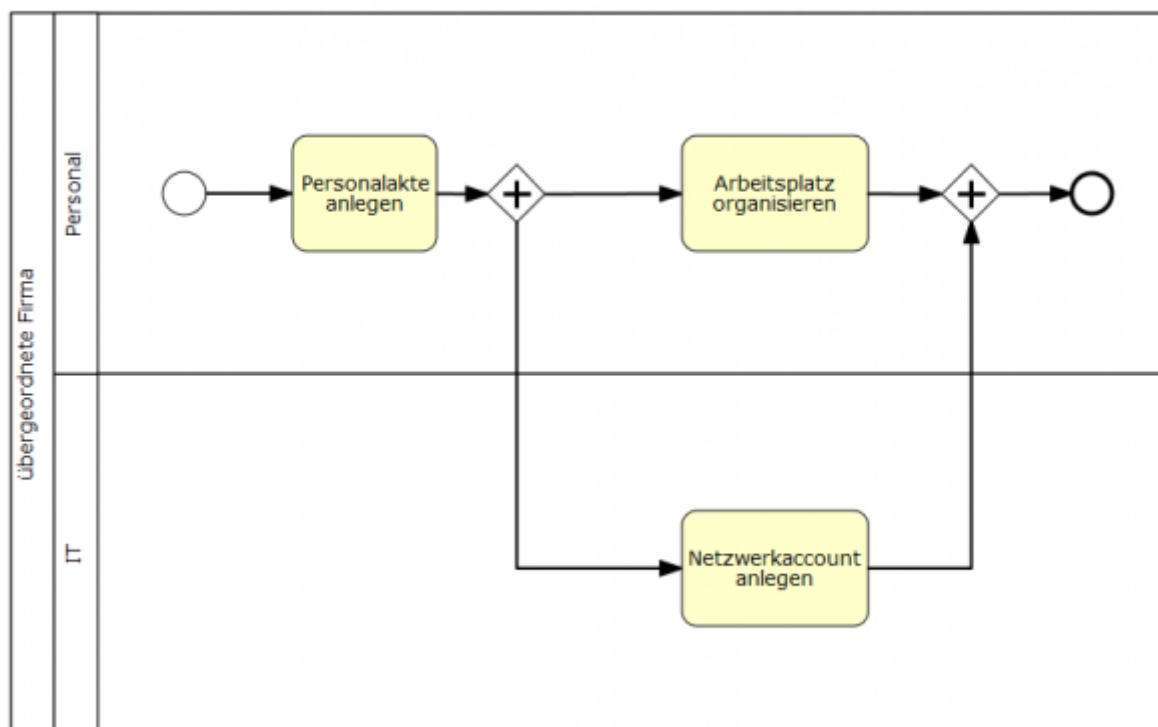 übergeordnete Firma
Personal
Personalakte
anlegen
Arbeitsplatz
organisieren
IT
Netzwerkaccount
anlegen